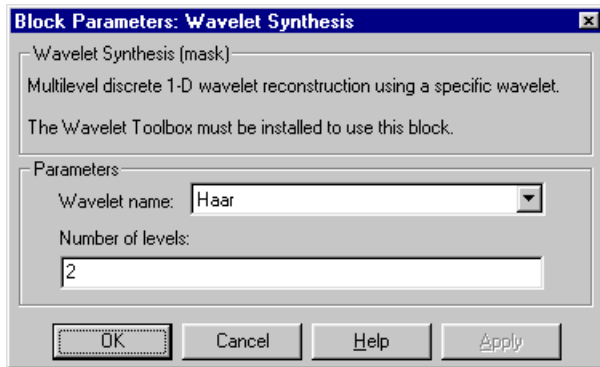 Block Parameters: Wavelet Synthesis
Wavelet Synthesis (mask)
Multilevel discrete 1-D wavelet reconstruction using a specific wavelet.
The Wavelet Toolbox must be installed to use this block.
Parameters
Wavelet name: Haar
Number of levels:
2
OK Cancel Help Apply